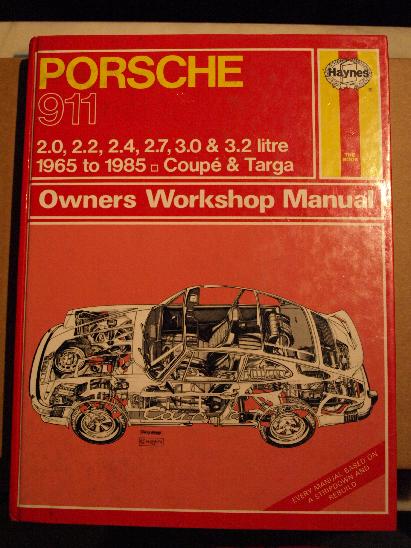 PORSCHE
911
2.0, 2.2, 2.4, 2.7, 3.0 & 3.2 litre
1965 to 1985 □ Coupé & Targa
Haynes
Owners Workshop Manual
Carrera
EVERY MANUAL BASED ON
A STRIPDOWN AND
REBUILD